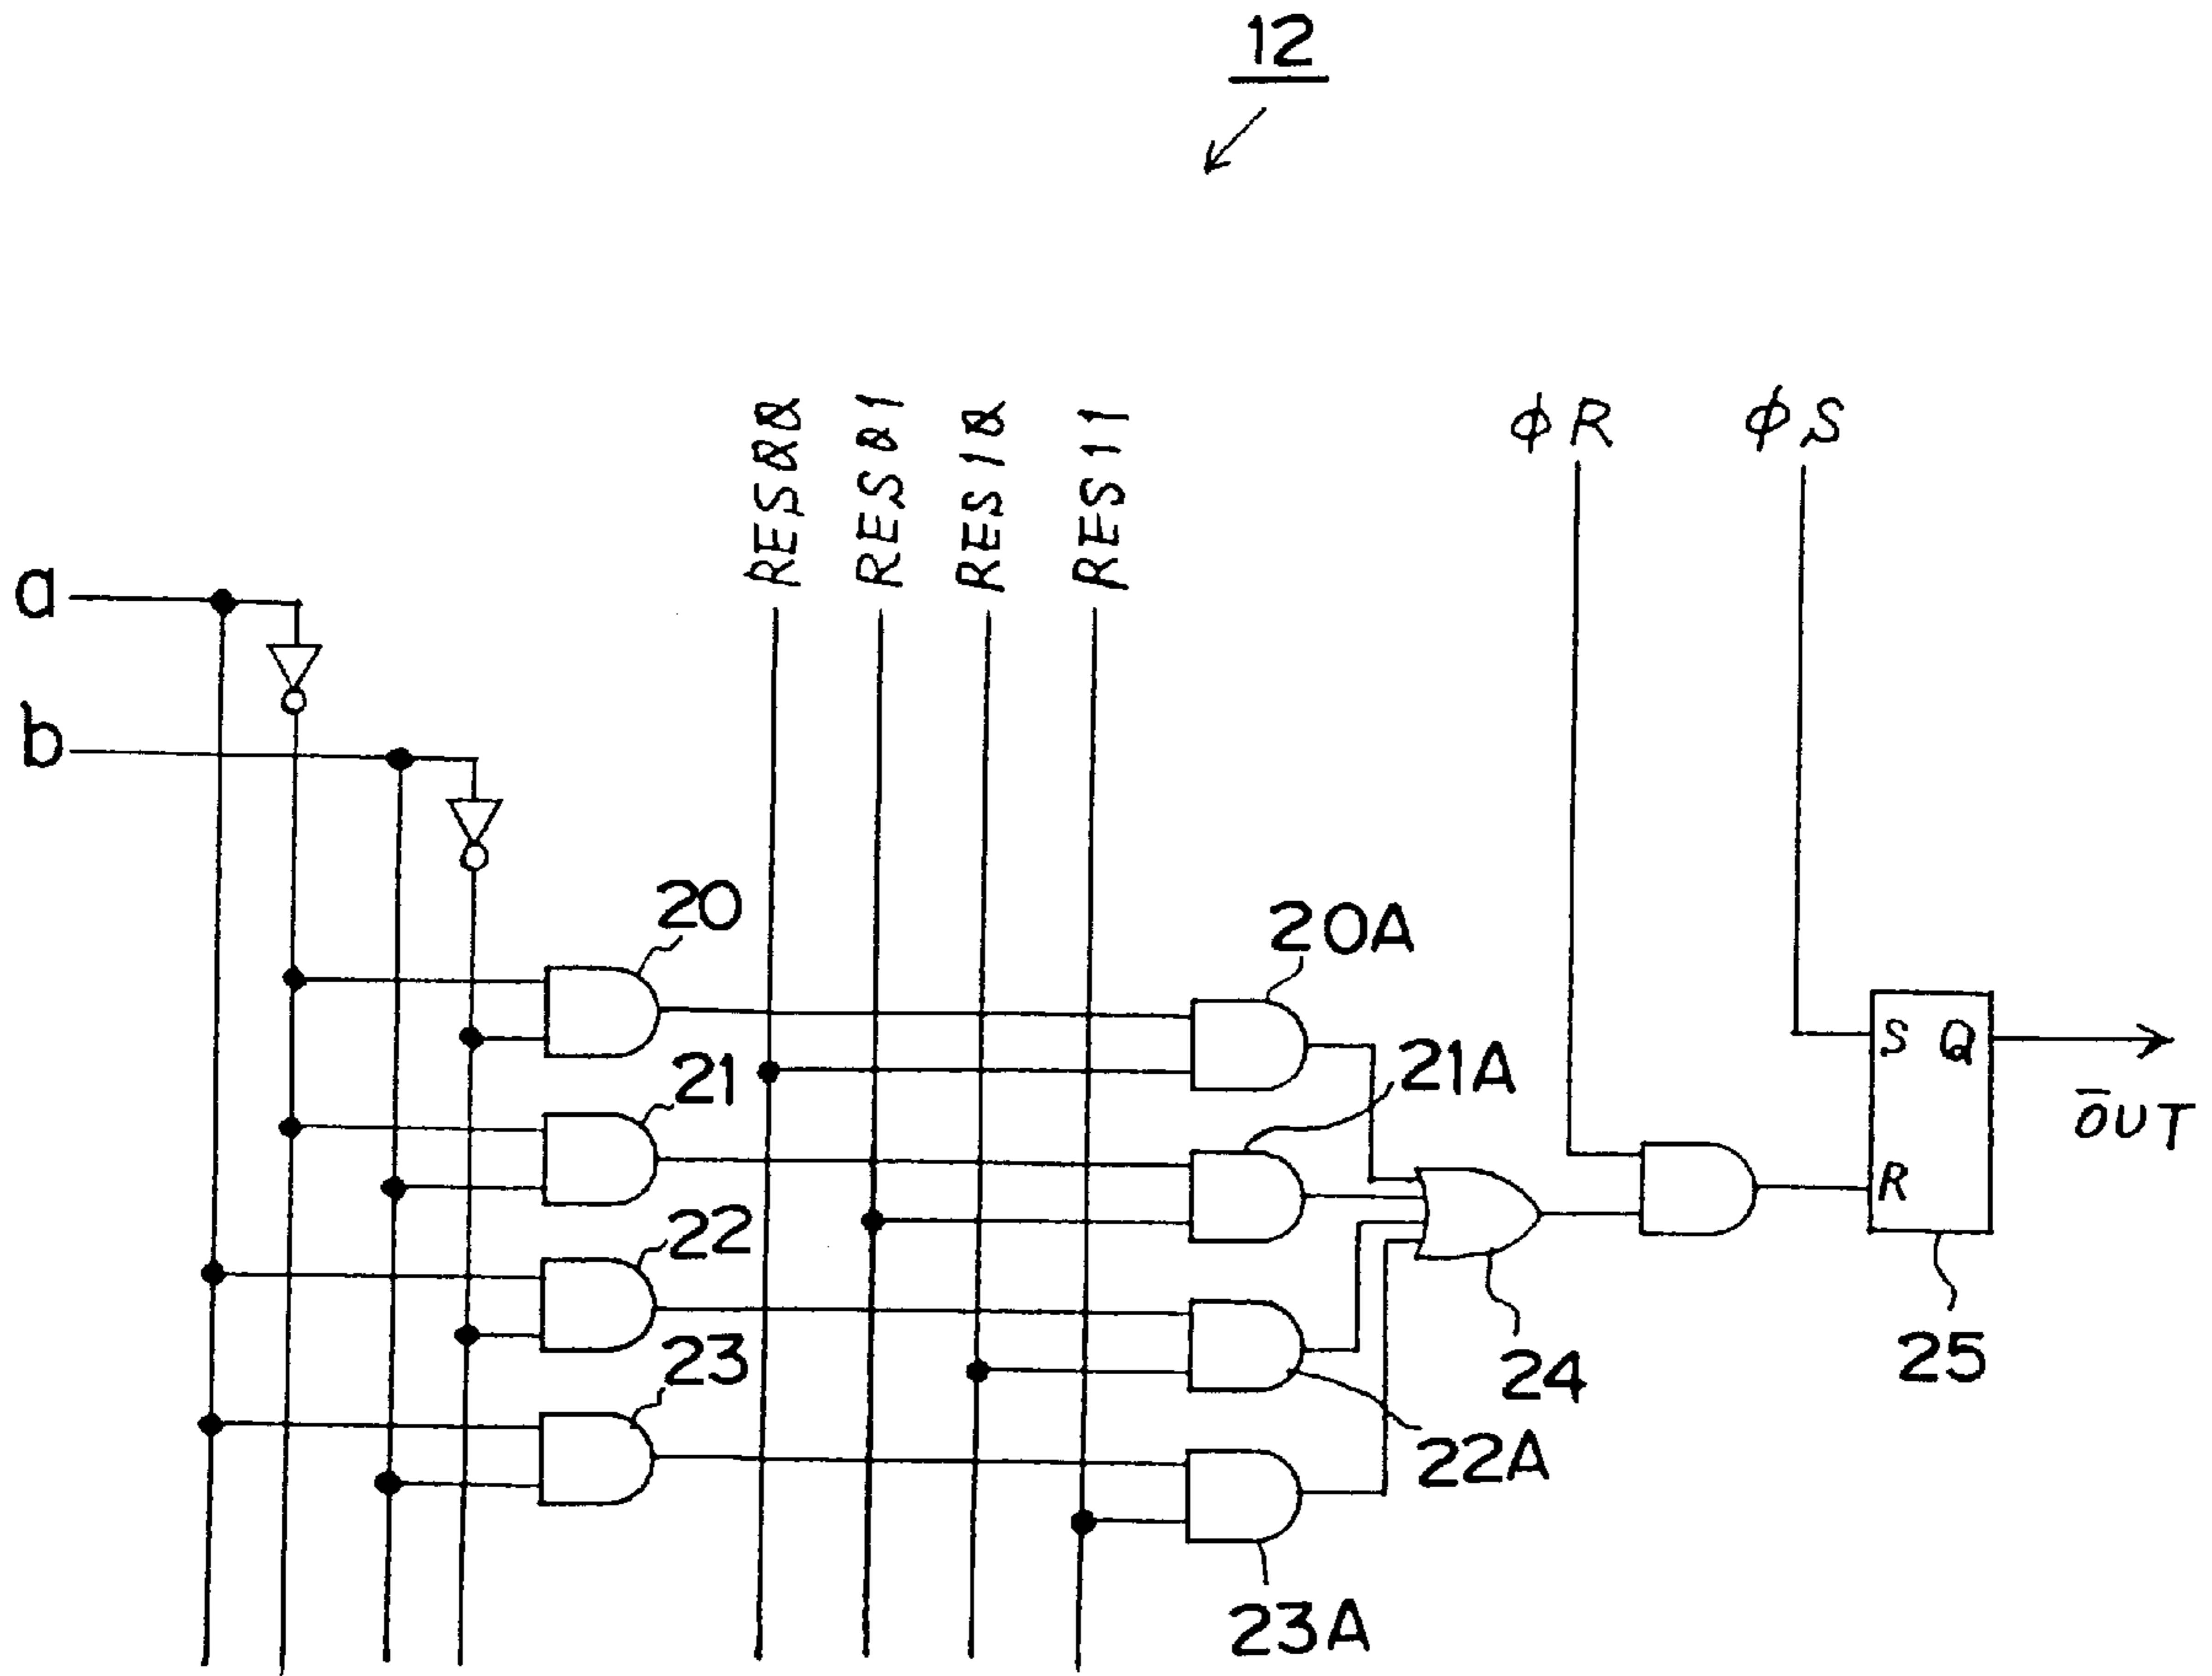 12
RES00
RES01
RES10
RES11
ϕR
ϕS
a
b
20
20A
21
21A
S Q
OUT
R
22
23
24
25
22A
23A